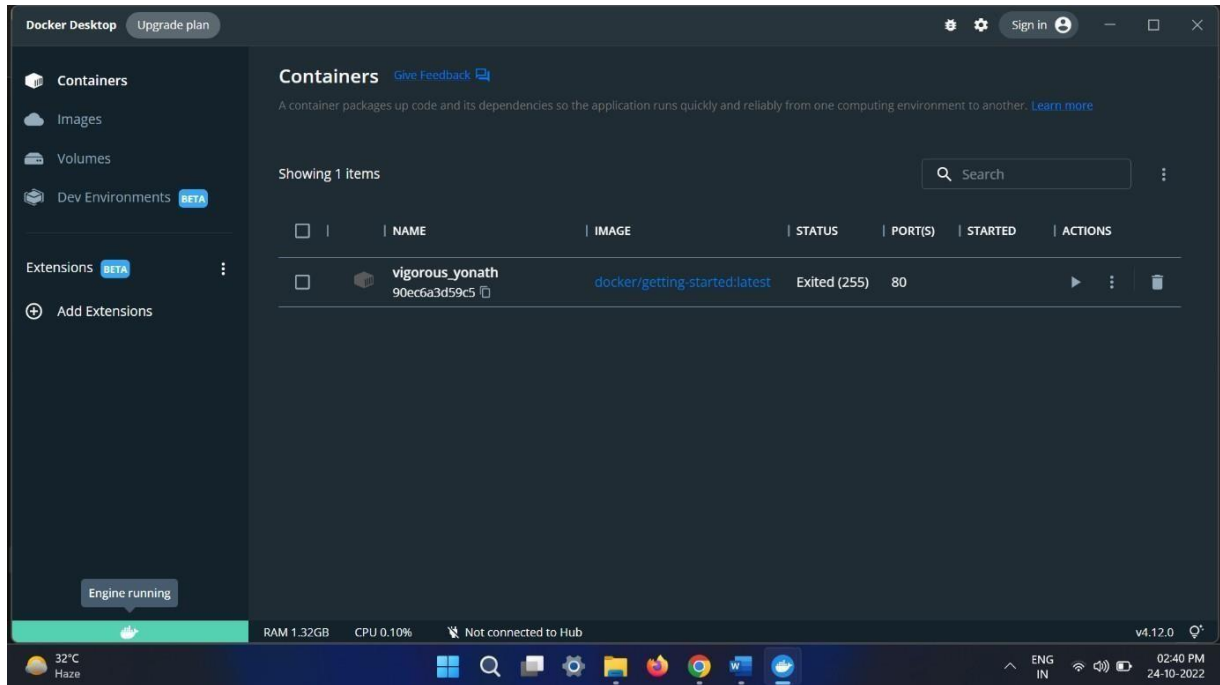 Docker Desktop Upgrade plan Sign in
Containers
Images
Volumes
Dev Environments BETA
Extensions BETA
Add Extensions
Containers Give Feedback
A container packages up code and its dependencies so the application runs quickly and reliably from one computing environment to another. Learn more
Showing 1 items Search
NAME IMAGE STATUS PORT(S) STARTED ACTIONS
vigorous_yonath docker/getting-started:latest Exited (255) 80
90ec6a3d59c5
Engine running
RAM 1.32GB CPU 0.10% Not connected to Hub v4.12.0
32°C
Haze
ENG
IN
02:40 PM
24-10-2022